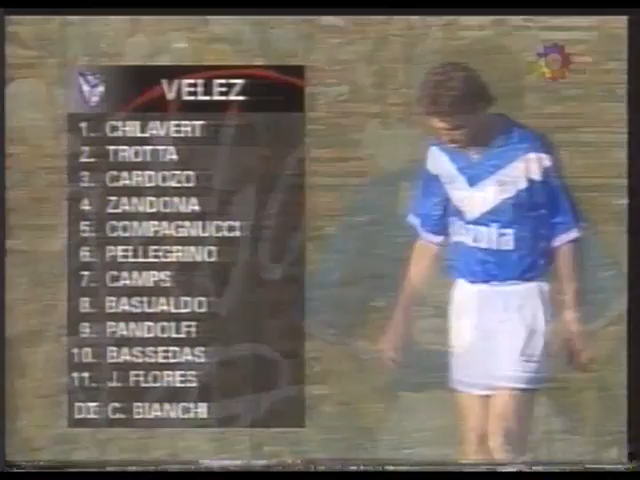 VELEZ
1. CHILAVERT
2. TROTTA
3. CARDOZO
4. ZANDONA
5. COMPAGNUCCI
6. PELLEGRINO
7. CAMPS
8. BASUALDO
9. PANDOLFI
10. BASSEDAS
11. J. FLORES
C. BIANCHI